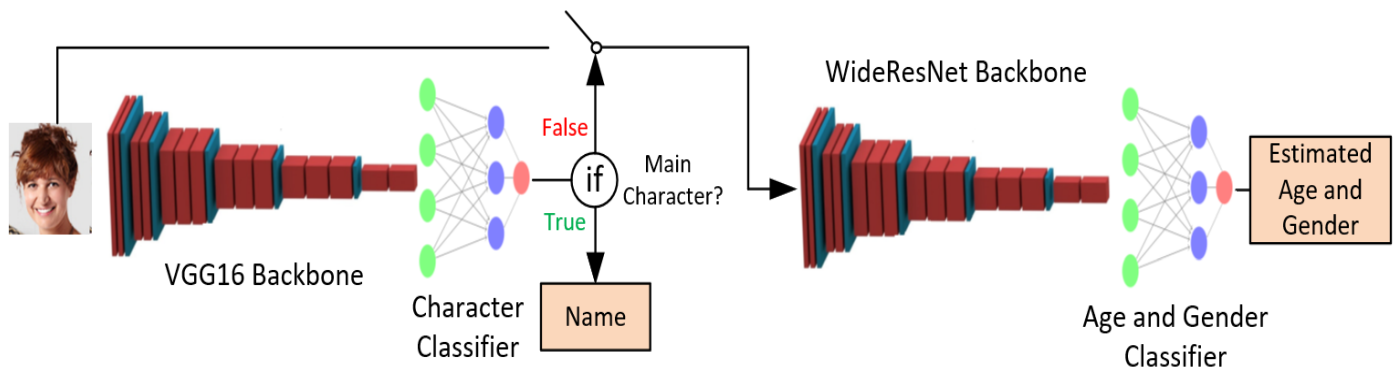 VGG16 Backbone
Character
Classifier
False
if
True
Main
Character?
Name
WideResNet Backbone
Age and Gender
Classifier
Estimated
Age and
Gender